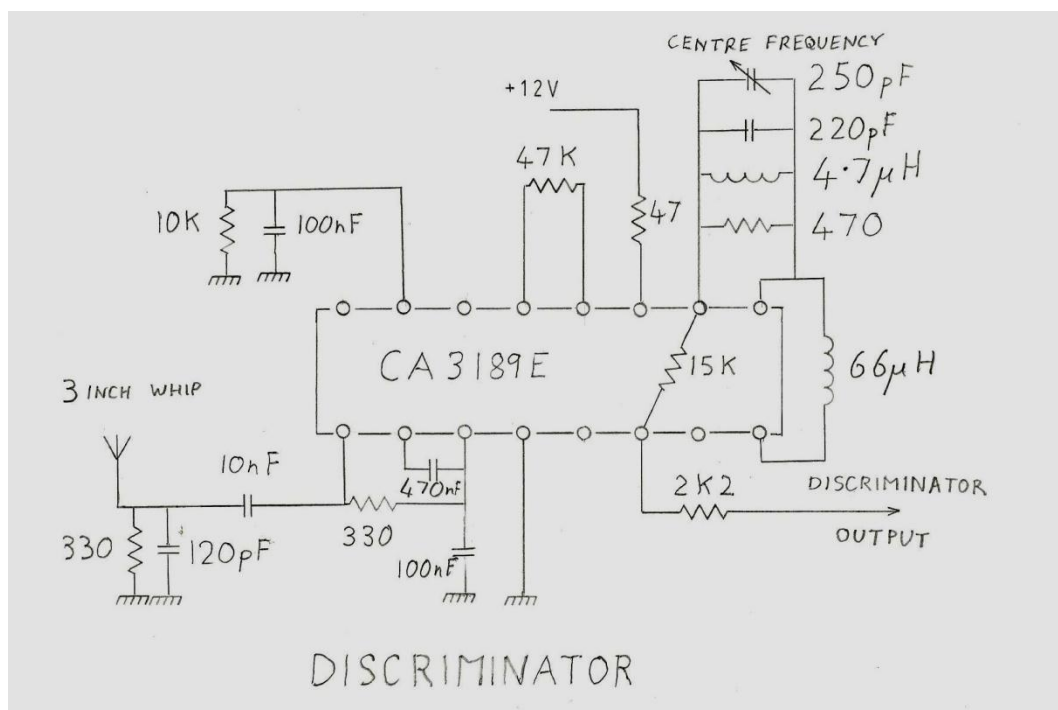 CENTRE FREQUENCY
250pF
+12V
220pF
47K
4.7μH
10K
100nF
47
470
CA3189E
15K
66μH
3 INCH WHIP
10nF
470nF
2K2
DISCRIMINATOR
OUTPUT
330
120pF
330
100nF
DISCRIMINATOR